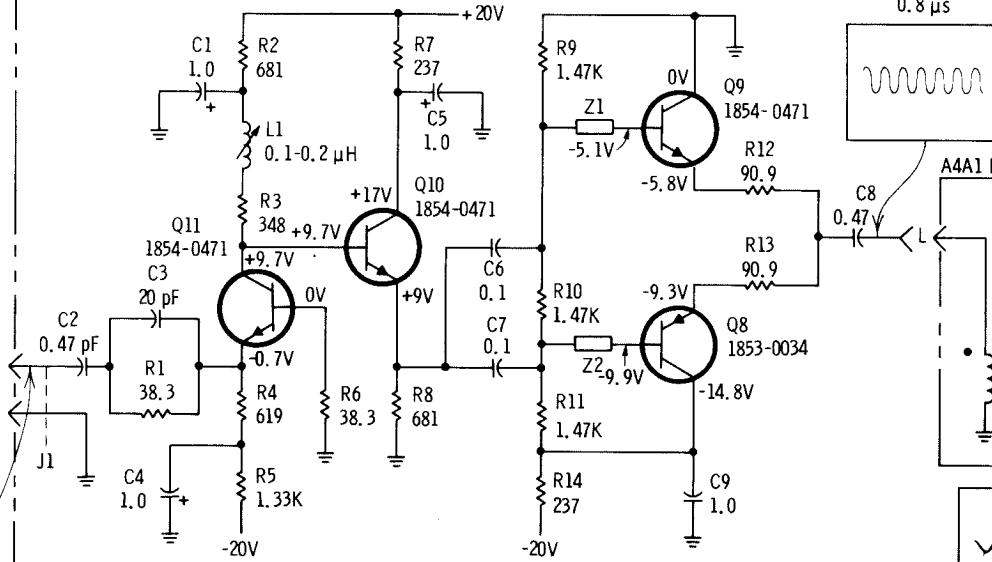 0.8 µs
+20V
C1
1.0
+
R2
681
R7
237
+
C5
1.0
R9
1.47K
Z1
-5.1V
0V
Q9
1854-0471
-5.8V
R12
90.9
L1
0.1-0.2 µH
R3
348
Q11
1854-0471
+9.7V
+9.7V
+17V
Q10
1854-0471
+9V
C3
20 pF
C2
0.47 pF
R1
38.3
0V
-0.7V
R4
619
R6
38.3
R8
681
C6
0.1
C7
0.1
R10
1.47K
Z2
-9.9V
-9.3V
Q8
1853-0034
-14.8V
R13
90.9
C8
0.47
L
A4A1
J1
C4
1.0
+
R5
1.33K
-20V
R11
1.47K
R14
237
-20V
C9
1.0